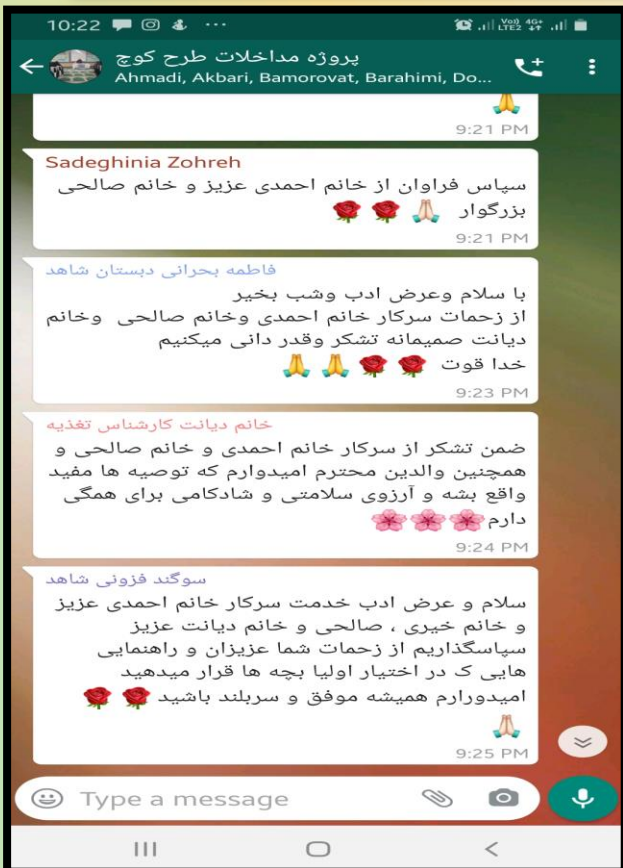 10:22
Vo)) 4G+
LTE2
پروژه مداخلات طرح کوچ
Ahmadi, Akbari, Bamorovat, Barahimi, Do...
🙏
9:21 PM
Sadeghinia Zohreh
سپاس فراوان از خانم احمدی عزیز و خانم صالحی
بزرگوار 🙏🏻 🌹 🌹
9:21 PM
فاطمه بحرانی دبستان شاهد
با سلام وعرض ادب وشب بخیر
از زحمات سرکار خانم احمدی وخانم صالحی وخانم
دیانت صمیمانه تشکر وقدر دانی میکنیم
خدا قوت 🌹 🌹 🙏 🙏
9:23 PM
خانم دیانت کارشناس تغذیه
ضمن تشکر از سرکار خانم احمدی و خانم صالحی و
همچنین والدین محترم امیدوارم که توصیه ها مفید
واقع بشه و آرزوی سلامتی و شادکامی برای همگی
دارم🌸🌸🌸
9:24 PM
سوگند فزونی شاهد
سلام و عرض ادب خدمت سرکار خانم احمدی عزیز
و خانم خیری ، صالحی و خانم دیانت عزیز
سپاسگذاریم از زحمات شما عزیزان و راهنمایی
هایی ک در اختیار اولیا بچه ها قرار میدهید
امیدورارم همیشه موفق و سربلند باشید 🌹 🌹
🙏🏻
9:25 PM
Type a message